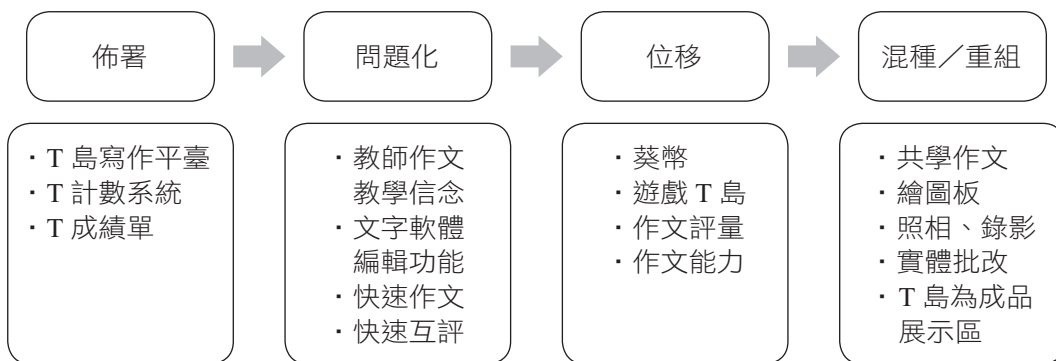 佈署
問題化
位移
混種／重組
・T 島寫作平臺
・T 計數系統
・T 成績單
・教師作文
教學信念
・文字軟體
編輯功能
・快速作文
・快速互評
・葵幣
・遊戲 T 島
・作文評量
・作文能力
・共學作文
・繪圖板
・照相、錄影
・實體批改
・T 島為成品
展示區